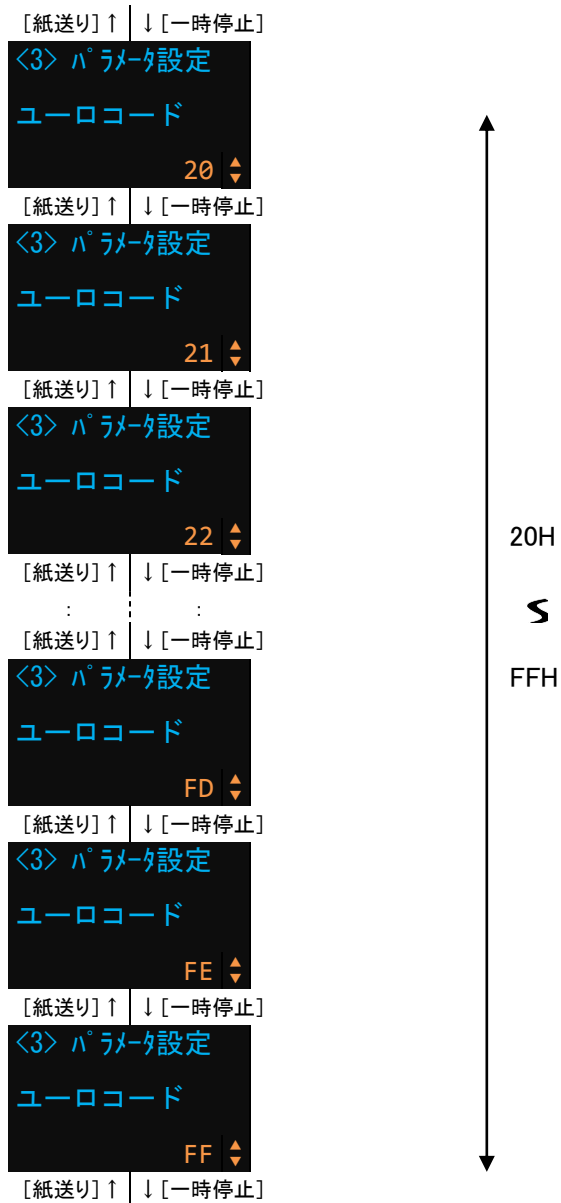 [紙送り]↑ ↓[一時停止]
<3> ﾊﾟﾗﾒｰﾀ設定
ユーロコード
20 ▲▼
[紙送り]↑ ↓[一時停止]
<3> ﾊﾟﾗﾒｰﾀ設定
ユーロコード
21 ▲▼
[紙送り]↑ ↓[一時停止]
<3> ﾊﾟﾗﾒｰﾀ設定
ユーロコード
22 ▲▼
20H
[紙送り]↑ ↓[一時停止]
: :
~
[紙送り]↑ ↓[一時停止]
<3> ﾊﾟﾗﾒｰﾀ設定
FFH
ユーロコード
FD ▲▼
[紙送り]↑ ↓[一時停止]
<3> ﾊﾟﾗﾒｰﾀ設定
ユーロコード
FE ▲▼
[紙送り]↑ ↓[一時停止]
<3> ﾊﾟﾗﾒｰﾀ設定
ユーロコード
FF ▲▼
[紙送り]↑ ↓[一時停止]